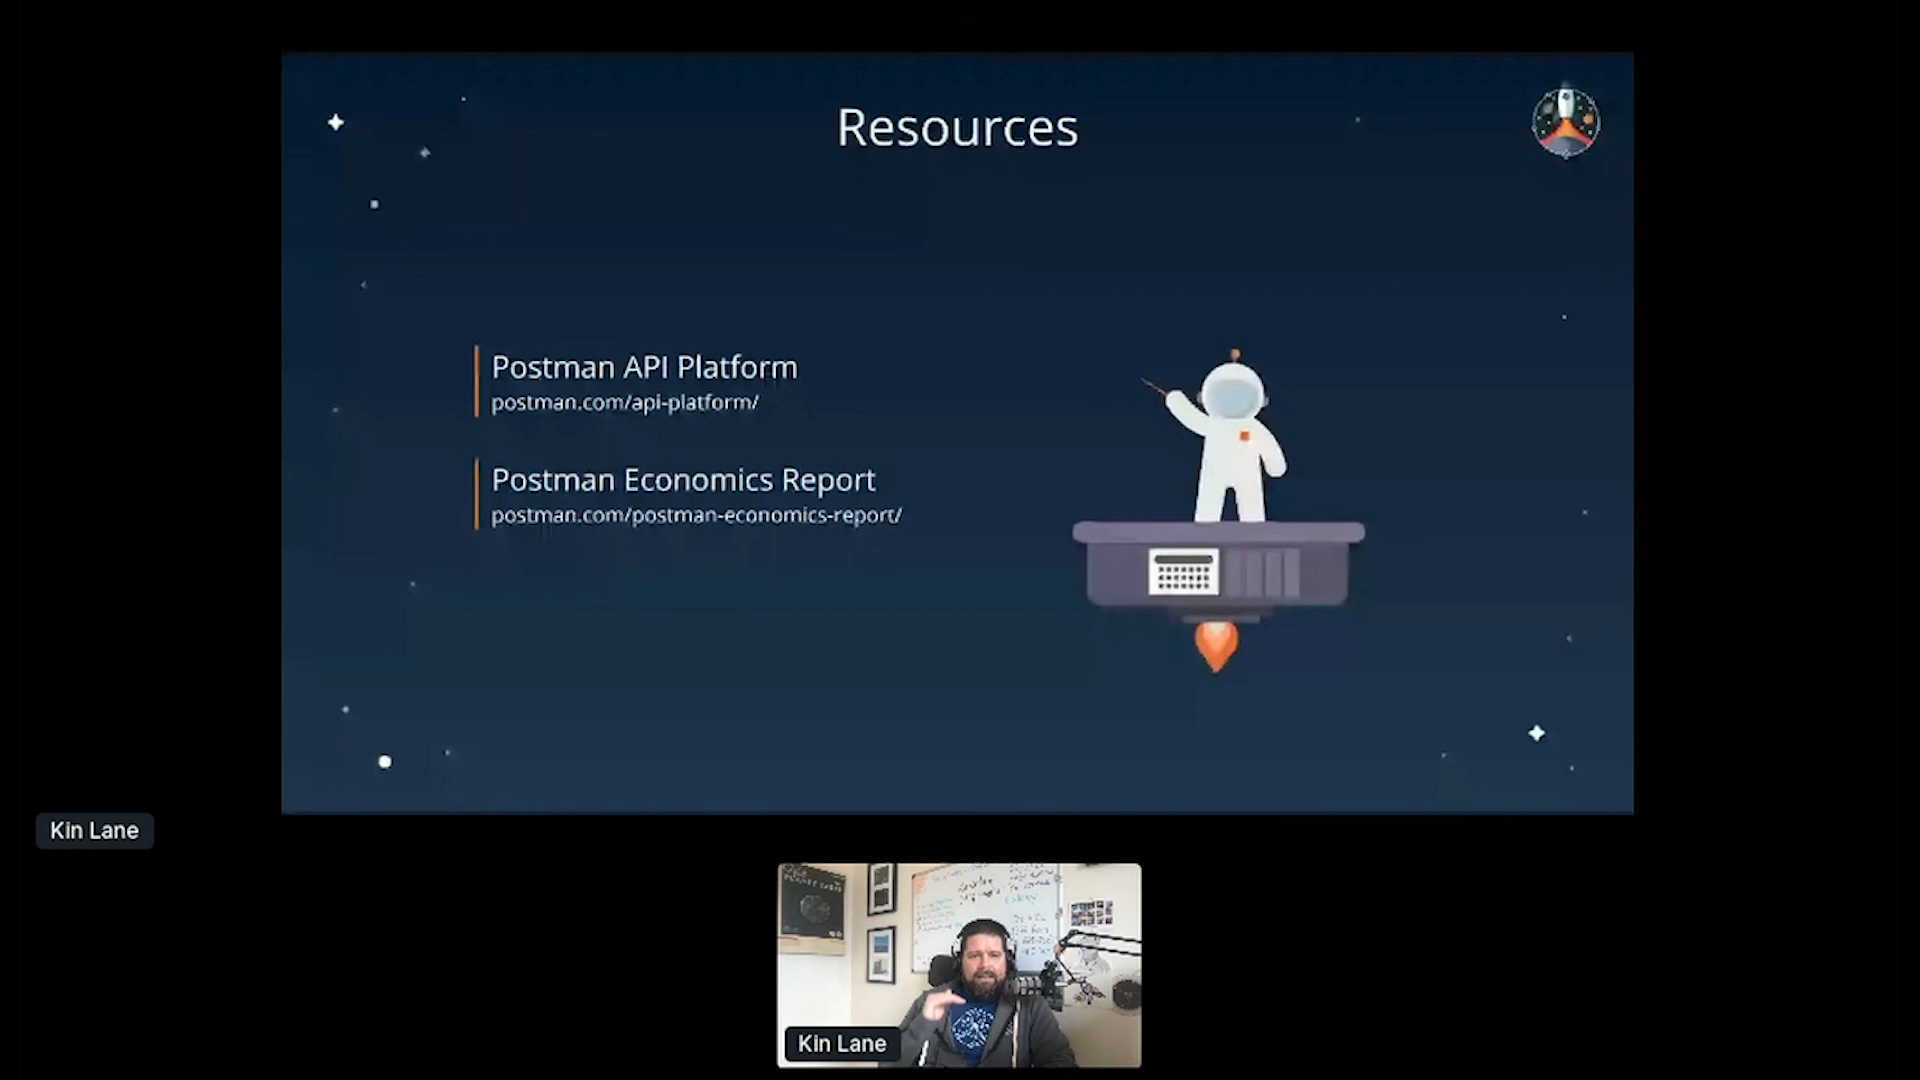 Resources
Postman API Platform
postman.com/api-platform/
Postman Economics Report
postman.com/postman-economics-report/
Kin Lane
Kin Lane